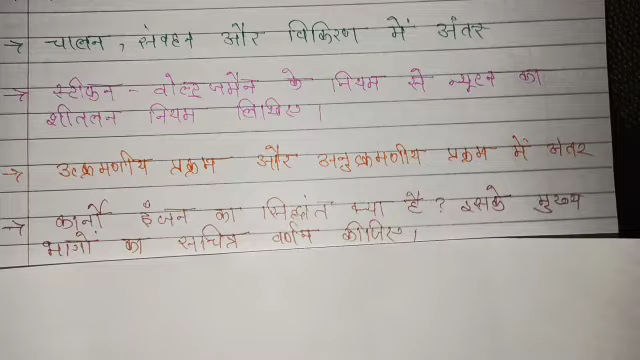 → चालन, संवहन और विकिरण में अंतर
→ स्टीफन - वोल्ट्जमैन के नियम से न्यूटन का
शीतलन नियम लिखिए।
→ उत्क्रमणीय प्रक्रम और अनुत्क्रमणीय प्रक्रम में अंतर
→ कार्नो इंजन का सिद्धांत क्या है? इसके मुख्य
भागों का सचित्र वर्णन कीजिए।